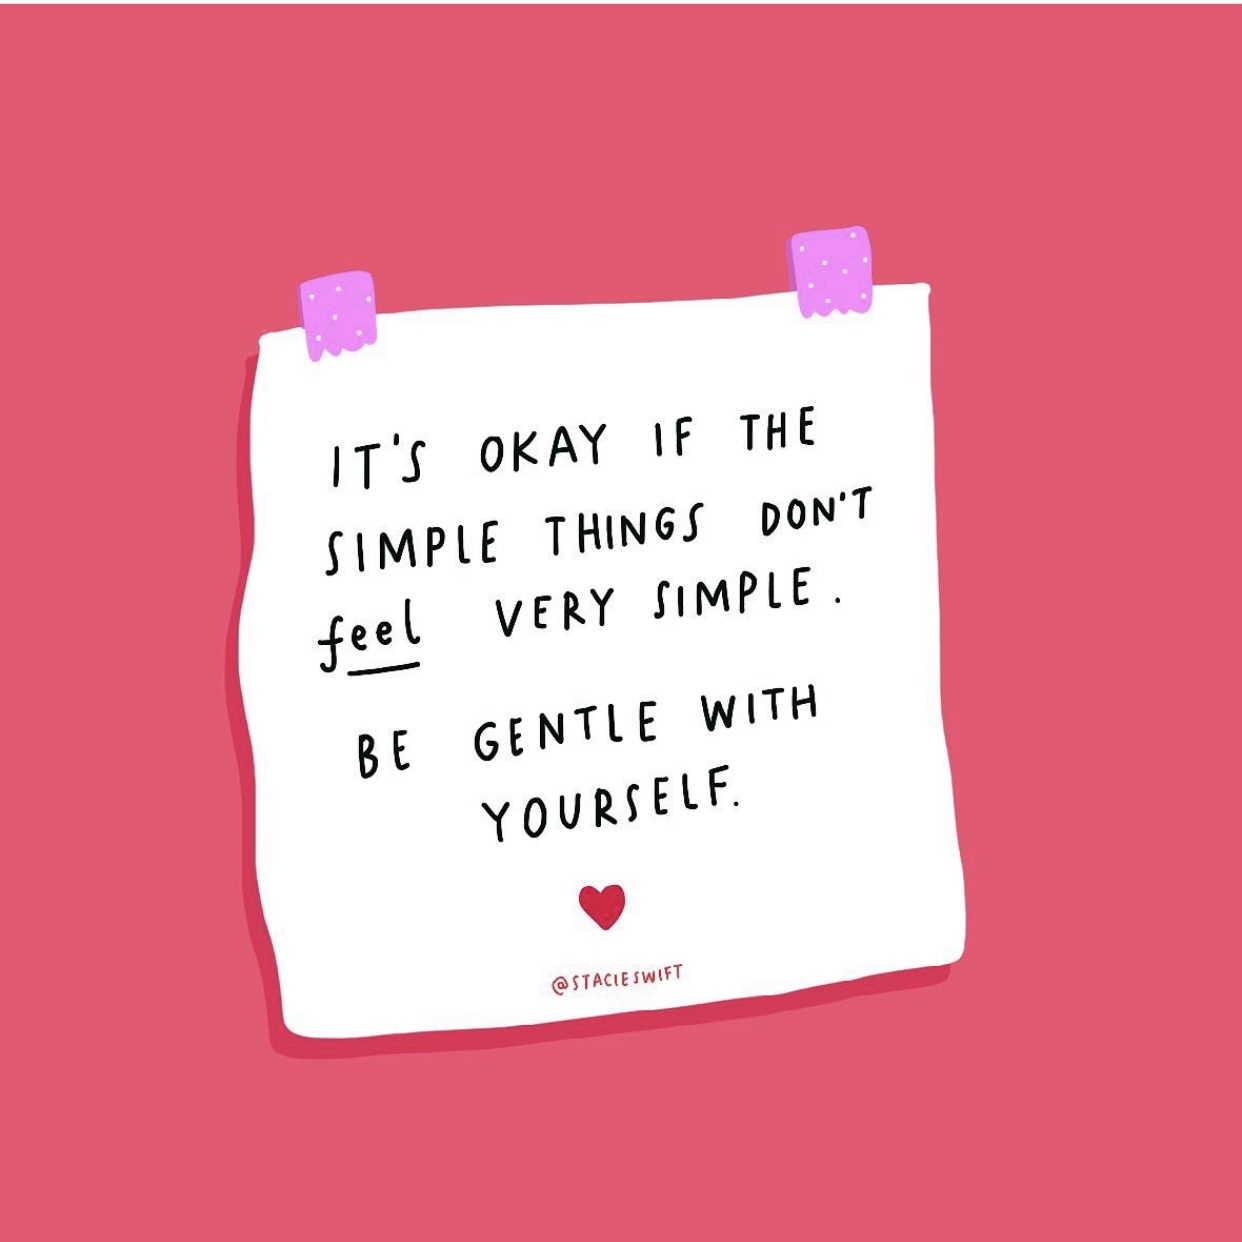 IT'S OKAY IF THE
SIMPLE THINGS DON'T
feel VERY SIMPLE.
BE GENTLE WITH
YOURSELF.
@STACIESWIFT